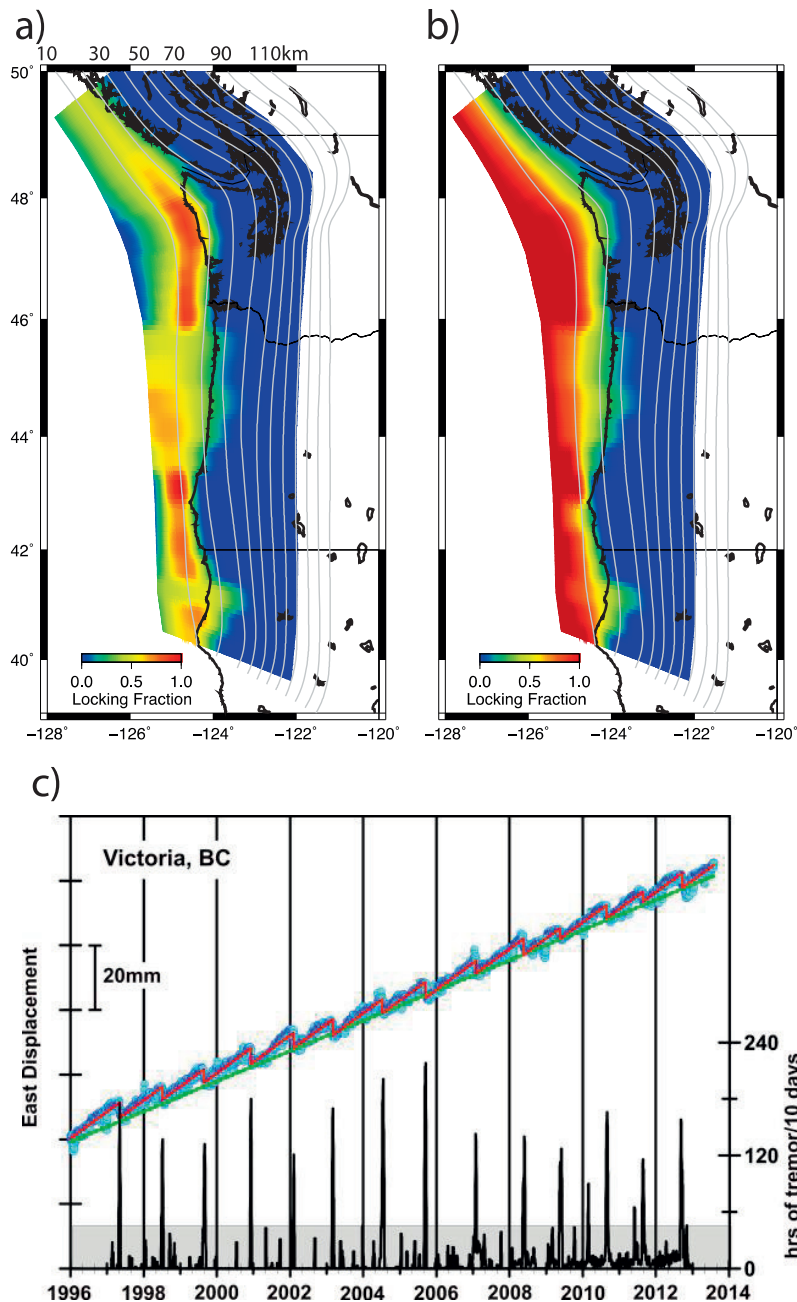 a)
b)
10 30 50 70 90 110km
50˚
48˚
46˚
44˚
42˚
40˚
0.0 0.5 1.0
Locking Fraction
0.0 0.5 1.0
Locking Fraction
−128˚ −126˚ −124˚ −122˚ −120˚
−128˚ −126˚ −124˚ −122˚ −120˚
c)
Victoria, BC
20mm
East Displacement
240
120
0
hrs of tremor/10 days
1996 1998 2000 2002 2004 2006 2008 2010 2012 2014